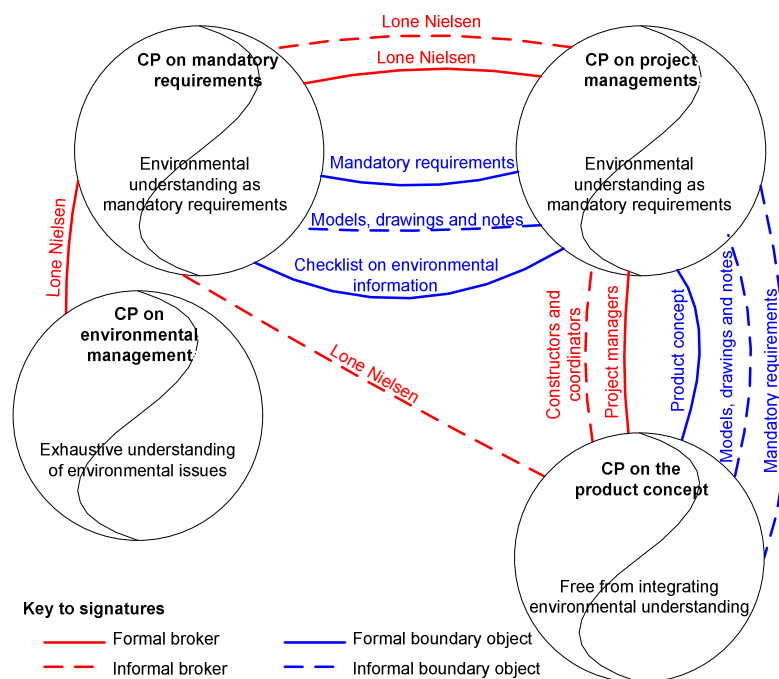 Lone Nielsen
Lone Nielsen
CP on mandatory
requirements
CP on project
managements
Environmental
understanding as
mandatory requirements
Mandatory requirements
Environmental
understanding as
mandatory requirements
Models, drawings and notes
Checklist on environmental
information
Lone Nielsen
CP on
environmental
management
Exhaustive understanding
of environmental issues
Lone Nielsen
Constructors and
coordinators
Project managers
Product concept
Models, drawings and notes
Mandatory requirements
CP on the
product concept
Free from integrating
environmental understanding
Key to signatures
Formal broker
Formal boundary object
Informal broker
Informal boundary object